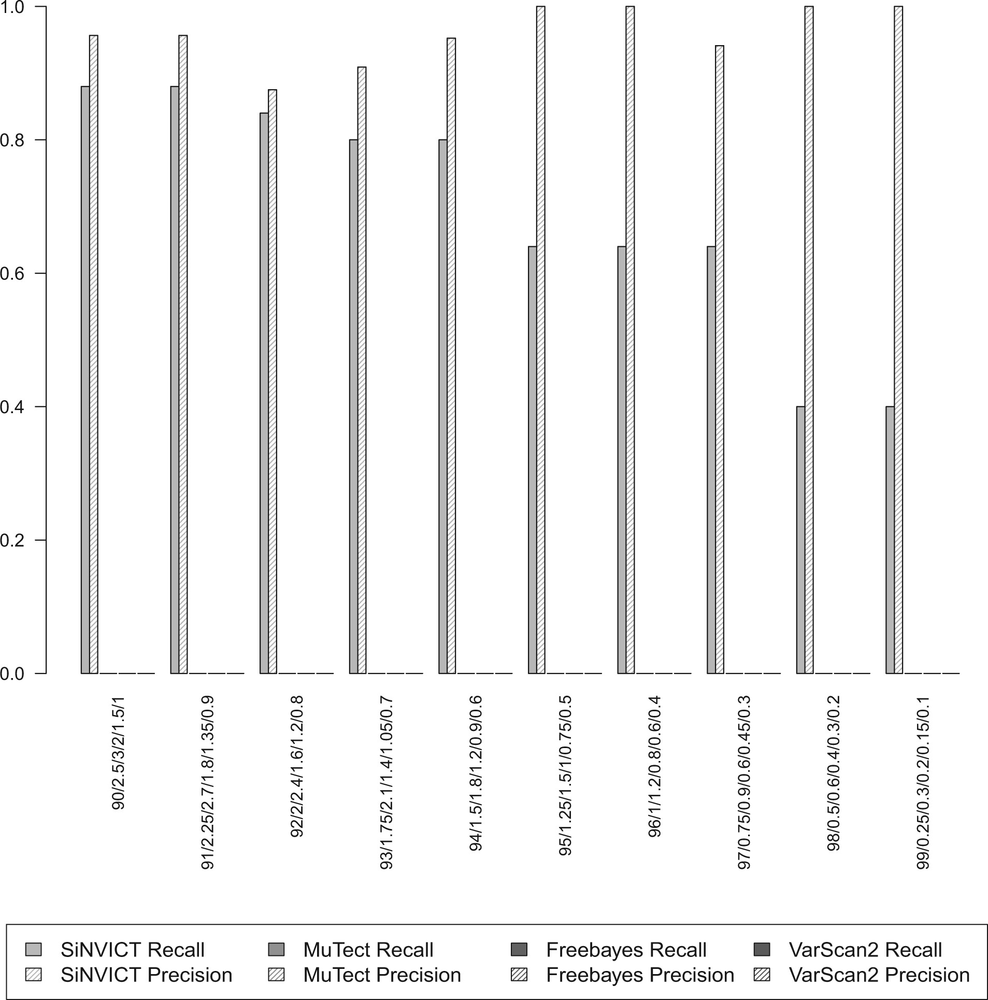 1.0
0.8
0.6
0.4
0.2
0.0
90/2.5/3/2/1.5/1
91/2.25/2.7/1.8/1.35/0.9
92/2/2.4/1.6/1.2/0.8
93/1.75/2.1/1.4/1.05/0.7
94/1.5/1.8/1.2/0.9/0.6
95/1.25/1.5/1/0.75/0.5
96/1/1.2/0.8/0.6/0.4
97/0.75/0.9/0.6/0.45/0.3
98/0.5/0.6/0.4/0.3/0.2
99/0.25/0.3/0.2/0.15/0.1
SiNVICT Recall
SiNVICT Precision
MuTect Recall
MuTect Precision
Freebayes Recall
Freebayes Precision
VarScan2 Recall
VarScan2 Precision